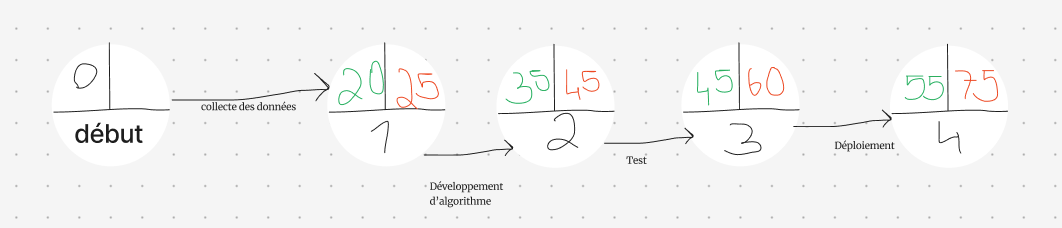 0
début
collecte des données
20 25
1
Développement
d'algorithme
35 45
2
Test
45 60
3
Déploiement
55 75
4